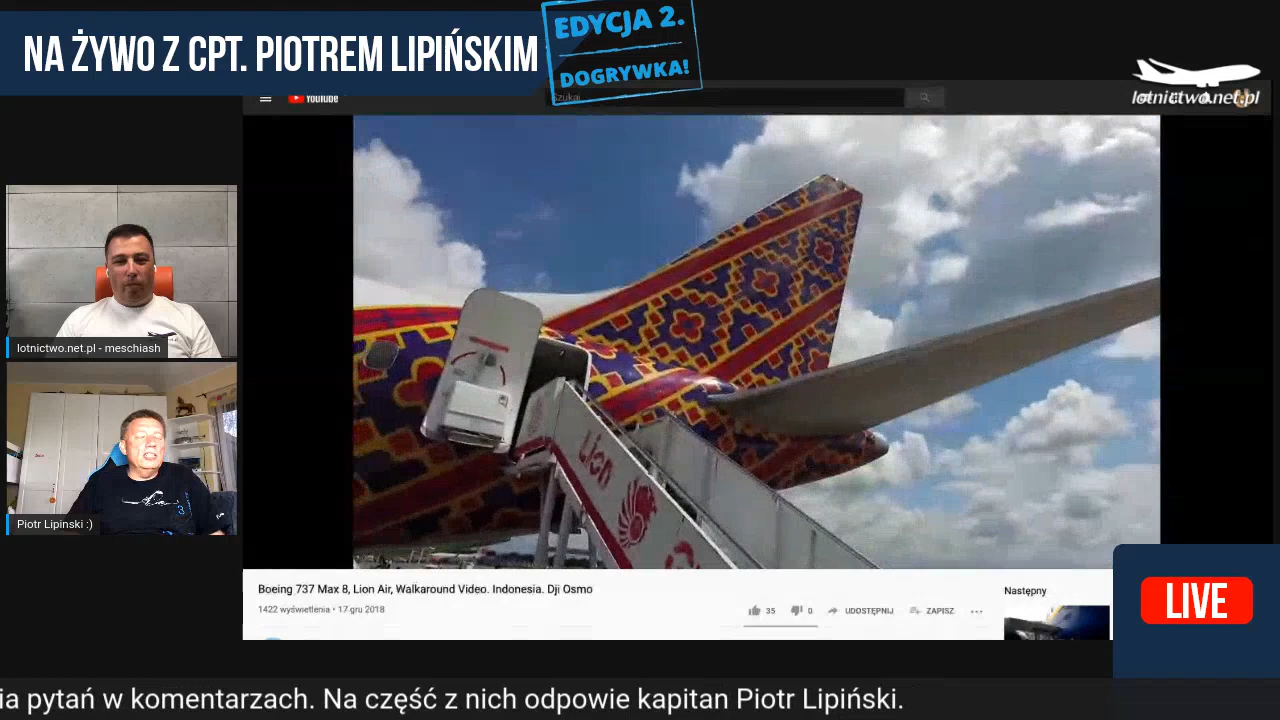 NA ŻYWO Z CPT. PIOTREM LIPIŃSKIM
EDYCJA 2.
DOGRYWKA!
YouTube
Szukaj
lotnictwo.net.pl
lotnictwo.net.pl - meschiash
Piotr Lipinski :)
Lion
Boeing 737 Max 8, Lion Air, Walkaround Video. Indonesia. Dji Osmo
1422 wyświetlenia • 17 gru 2018
35
0
UDOSTĘPNIJ
ZAPISZ
Następny
LIVE
ia pytań w komentarzach. Na część z nich odpowie kapitan Piotr Lipiński.